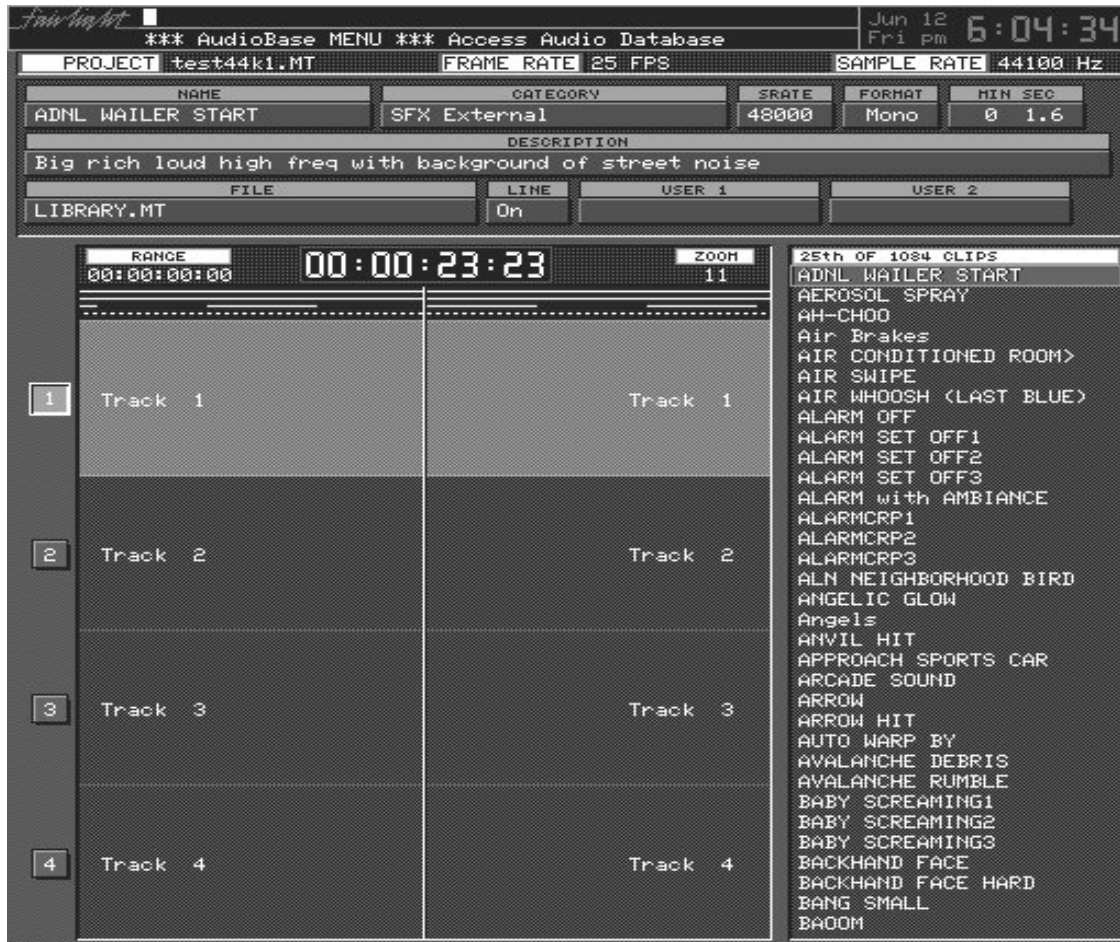 fairlight
*** AudioBase MENU *** Access Audio Database
Jun 12
Fri pm
6:04:34
PROJECT test44k1.MT FRAME RATE 25 FPS SAMPLE RATE 44100 Hz
NAME CATEGORY SRATE FORMAT MIN SEC
ADNL WAILER START SFX External 48000 Mono 0 1.6
DESCRIPTION
Big rich loud high freq with background of street noise
FILE LINE USER 1 USER 2
LIBRARY.MT On
RANGE
00:00:00:00
00:00:23:23
ZOOM
11
1 Track 1 Track 1
2 Track 2 Track 2
3 Track 3 Track 3
4 Track 4 Track 4
25th OF 1084 CLIPS
ADNL WAILER START
AEROSOL SPRAY
AH-CHOO
Air Brakes
AIR CONDITIONED ROOM>
AIR SWIPE
AIR WHOOSH (LAST BLUE)
ALARM OFF
ALARM SET OFF1
ALARM SET OFF2
ALARM SET OFF3
ALARM with AMBIANCE
ALARMCRP1
ALARMCRP2
ALARMCRP3
ALN NEIGHBORHOOD BIRD
ANGELIC GLOW
Angels
ANVIL HIT
APPROACH SPORTS CAR
ARCADE SOUND
ARROW
ARROW HIT
AUTO WARP BY
AVALANCHE DEBRIS
AVALANCHE RUMBLE
BABY SCREAMING1
BABY SCREAMING2
BABY SCREAMING3
BACKHAND FACE
BACKHAND FACE HARD
BANG SMALL
BAOOM